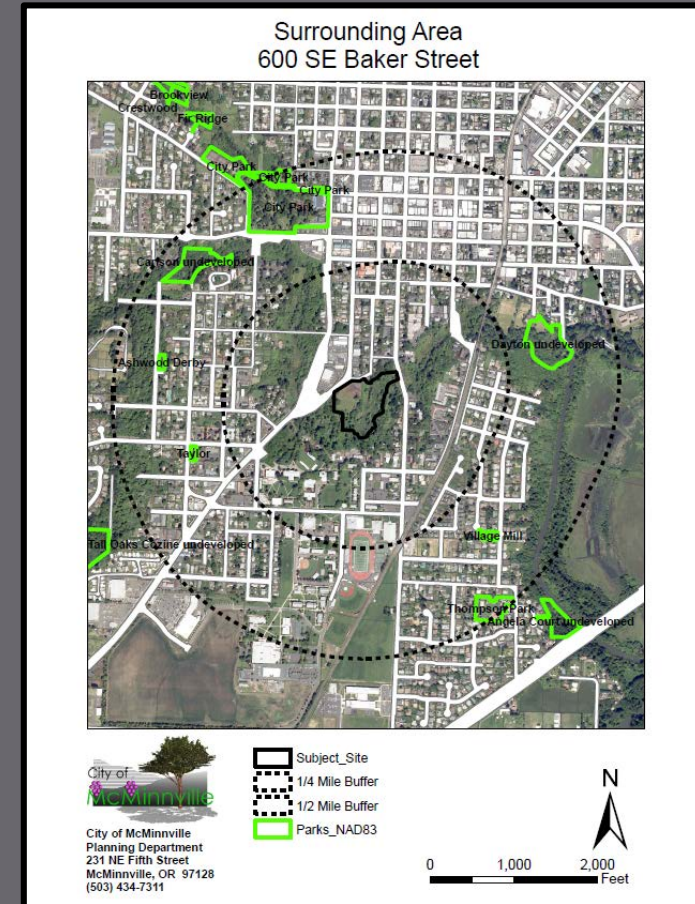 Surrounding Area
600 SE Baker Street
Brookview
Crestwood
Fir Ridge
City Park
City Park
City Park
City Park
Carlson undeveloped
Dayton undeveloped
Ashwood Derby
Taylor
Tall Oaks Cozine undeveloped
Village Mill
Thompson Park
Angela Court undeveloped
City of
McMinnville
City of McMinnville
Planning Department
231 NE Fifth Street
McMinnville, OR 97128
(503) 434-7311
Subject_Site
1/4 Mile Buffer
1/2 Mile Buffer
Parks_NAD83
N
0 1,000 2,000
Feet